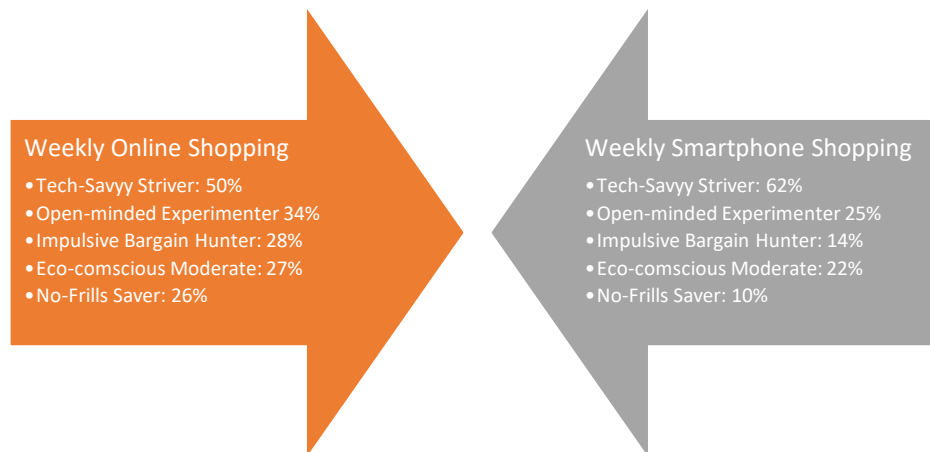 Weekly Online Shopping
•Tech-Savyy Striver: 50%
•Open-minded Experimenter 34%
•Impulsive Bargain Hunter: 28%
•Eco-comscious Moderate: 27%
•No-Frills Saver: 26%
Weekly Smartphone Shopping
•Tech-Savyy Striver: 62%
•Open-minded Experimenter 25%
•Impulsive Bargain Hunter: 14%
•Eco-comscious Moderate: 22%
•No-Frills Saver: 10%